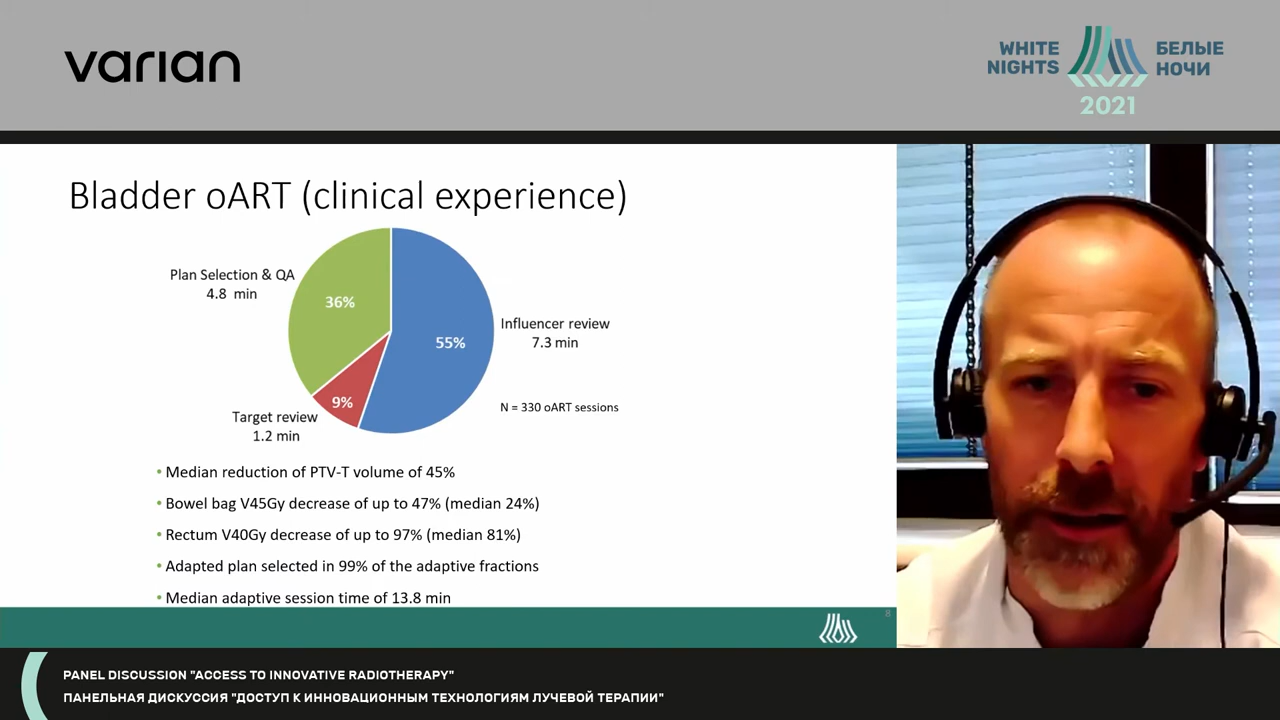 varian
WHITE
NIGHTS
БЕЛЫЕ
НОЧИ
2021
Bladder oART (clinical experience)
Plan Selection & QA
4.8 min
36%
55%
Influencer review
7.3 min
9%
Target review
1.2 min
N = 330 oART sessions
• Median reduction of PTV-T volume of 45%
• Bowel bag V45Gy decrease of up to 47% (median 24%)
• Rectum V40Gy decrease of up to 97% (median 81%)
• Adapted plan selected in 99% of the adaptive fractions
• Median adaptive session time of 13.8 min
8
PANEL DISCUSSION "ACCESS TO INNOVATIVE RADIOTHERAPY"
ПАНЕЛЬНАЯ ДИСКУССИЯ "ДОСТУП К ИННОВАЦИОННЫМ ТЕХНОЛОГИЯМ ЛУЧЕВОЙ ТЕРАПИИ"